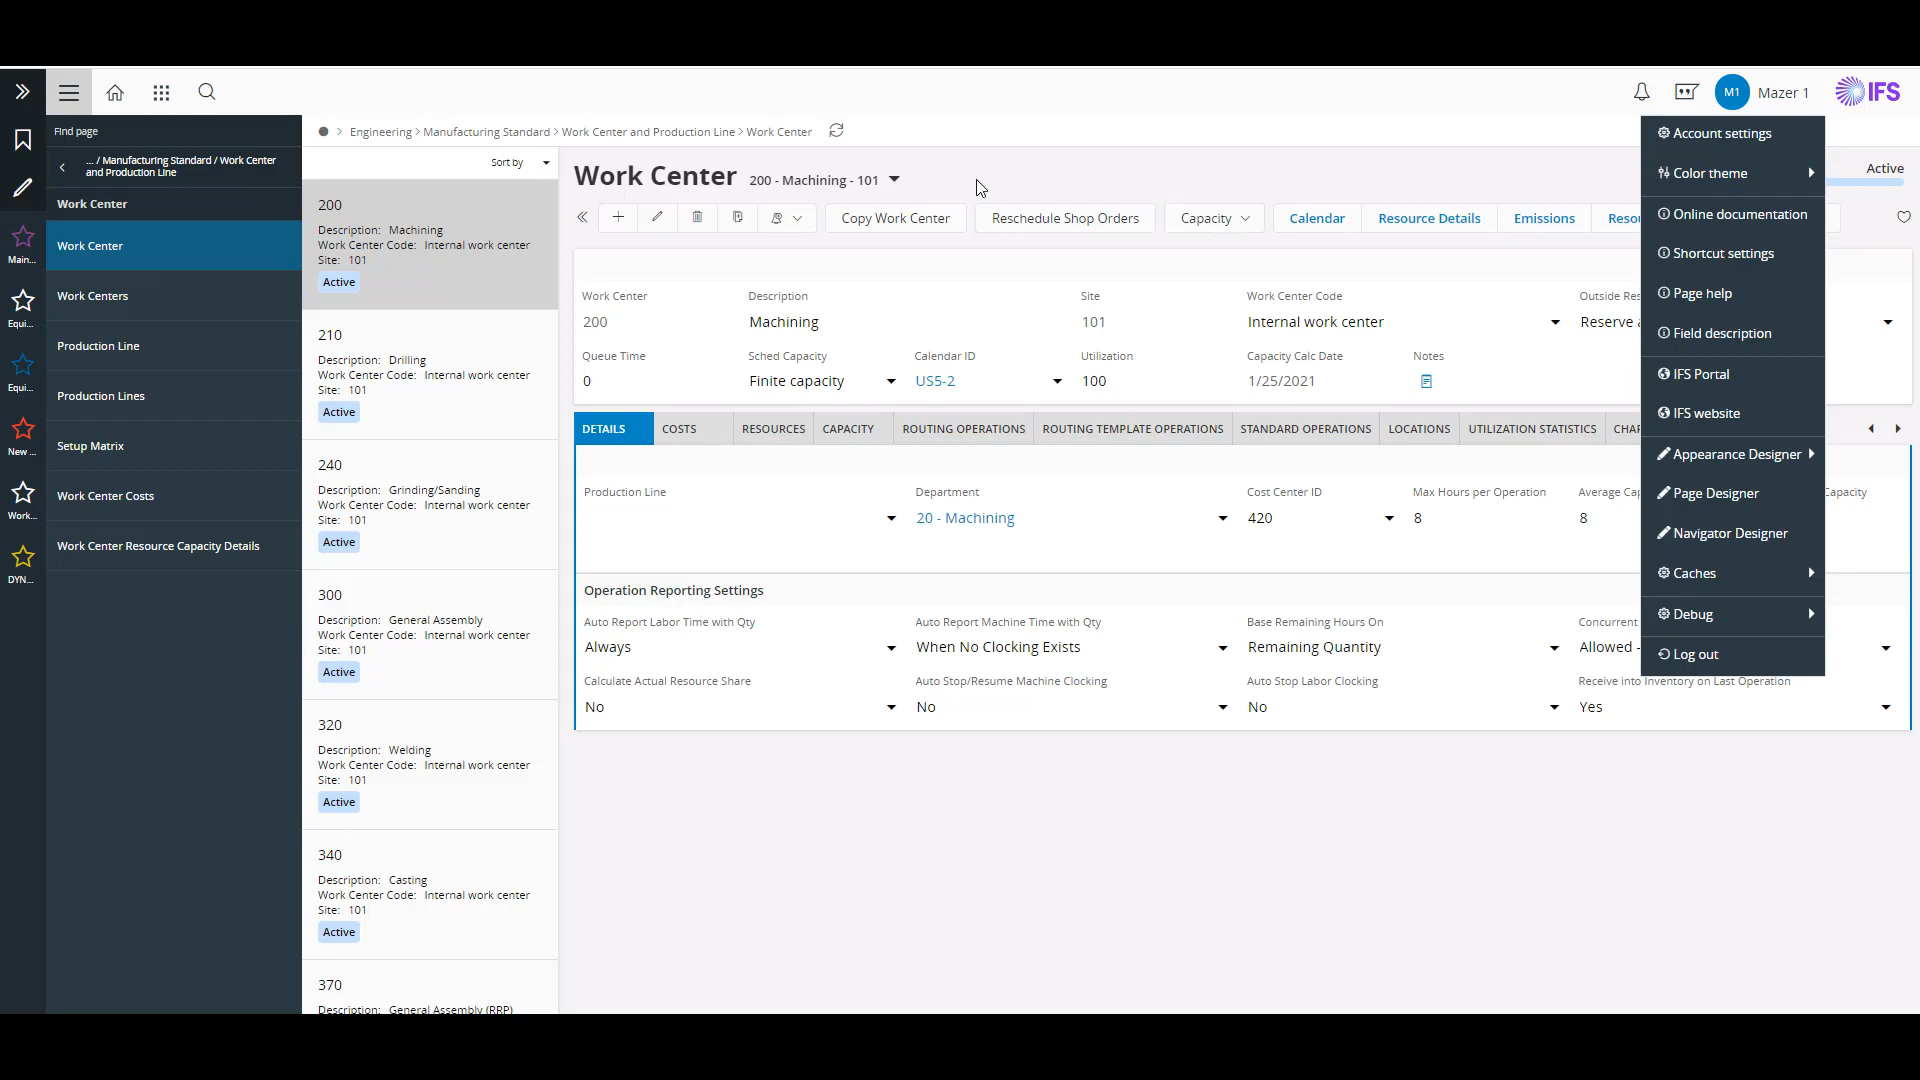 M1
Mazer 1
IFS
Find page
... / Manufacturing Standard / Work Center
and Production Line
Work Center
Work Center
Work Centers
Production Line
Production Lines
Setup Matrix
Work Center Costs
Work Center Resource Capacity Details
Main...
Equi...
Equi...
New ...
Work...
DYN...
Engineering > Manufacturing Standard > Work Center and Production Line > Work Center
Sort by
200
Description: Machining
Work Center Code: Internal work center
Site: 101
Active
210
Description: Drilling
Work Center Code: Internal work center
Site: 101
Active
240
Description: Grinding/Sanding
Work Center Code: Internal work center
Site: 101
Active
300
Description: General Assembly
Work Center Code: Internal work center
Site: 101
Active
320
Description: Welding
Work Center Code: Internal work center
Site: 101
Active
340
Description: Casting
Work Center Code: Internal work center
Site: 101
Active
370
Description: General Assembly (RRP)
Work Center 200 - Machining - 101
Active
Copy Work Center Reschedule Shop Orders Capacity Calendar Resource Details Emissions
Work Center Description Site Work Center Code Outside
200 Machining 101 Internal work center Reserve
Queue Time Sched Capacity Calendar ID Utilization Capacity Calc Date Notes
0 Finite capacity US5-2 100 1/25/2021
DETAILS COSTS RESOURCES CAPACITY ROUTING OPERATIONS ROUTING TEMPLATE OPERATIONS STANDARD OPERATIONS LOCATIONS UTILIZATION STATISTICS
Production Line Department Cost Center ID Max Hours per Operation Average Capacity
20 - Machining 420 8 8
Operation Reporting Settings
Auto Report Labor Time with Qty Auto Report Machine Time with Qty Base Remaining Hours On Concurrent
Always When No Clocking Exists Remaining Quantity Allowed -
Calculate Actual Resource Share Auto Stop/Resume Machine Clocking Auto Stop Labor Clocking Receive into Inventory on Last Operation
No No No Yes
Account settings
Color theme
Online documentation
Shortcut settings
Page help
Field description
IFS Portal
IFS website
Appearance Designer
Page Designer
Navigator Designer
Caches
Debug
Log out